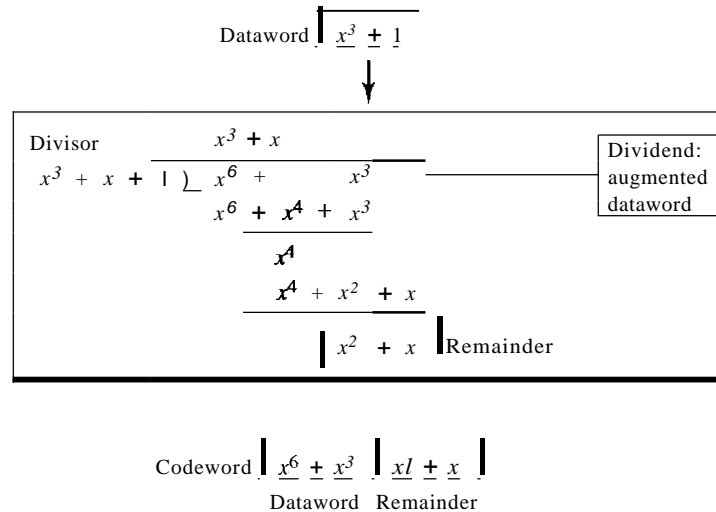 Dataword x³ + 1
x³ + x
Divisor
Dividend: augmented dataword
x³ + x + l ) x⁶ + x³
x⁶ + x⁴ + x³
x⁴
x⁴ + x² + x
x² + x Remainder
Codeword x⁶ + x³ xl + x
Dataword Remainder